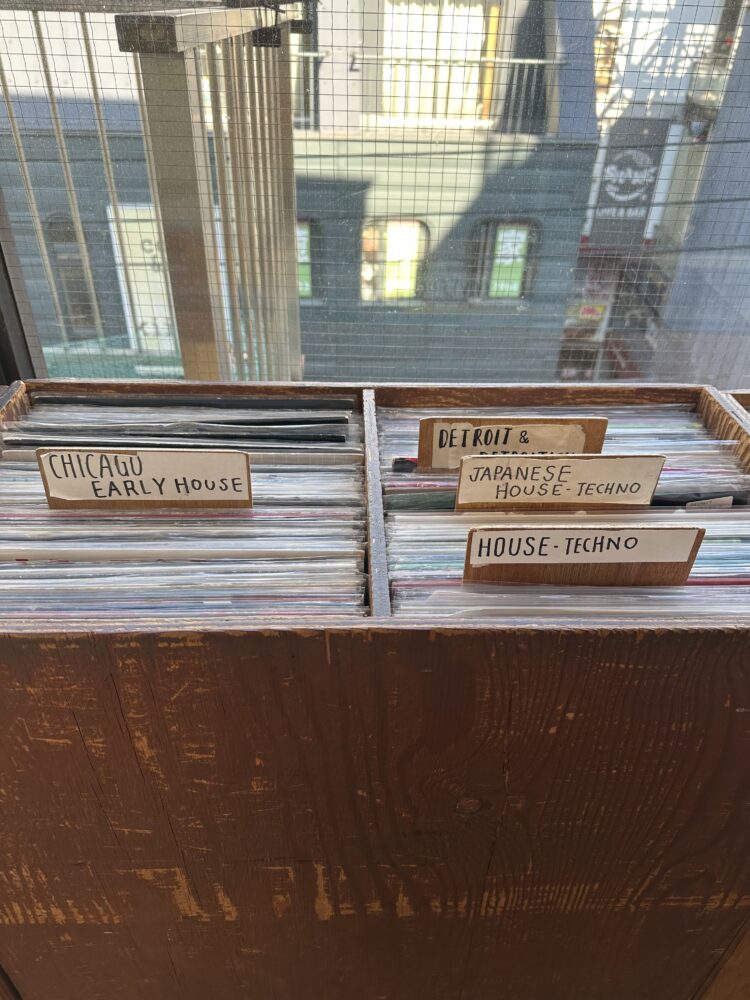 CHICAGO
EARLY HOUSE
DETROIT &
JAPANESE
HOUSE-TECHNO
HOUSE-TECHNO